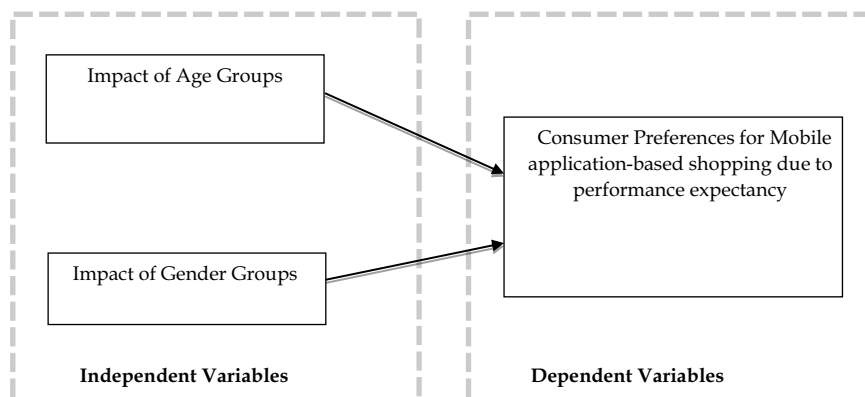 Impact of Age Groups
Consumer Preferences for Mobile
application-based shopping due to
performance expectancy
Impact of Gender Groups
Independent Variables
Dependent Variables